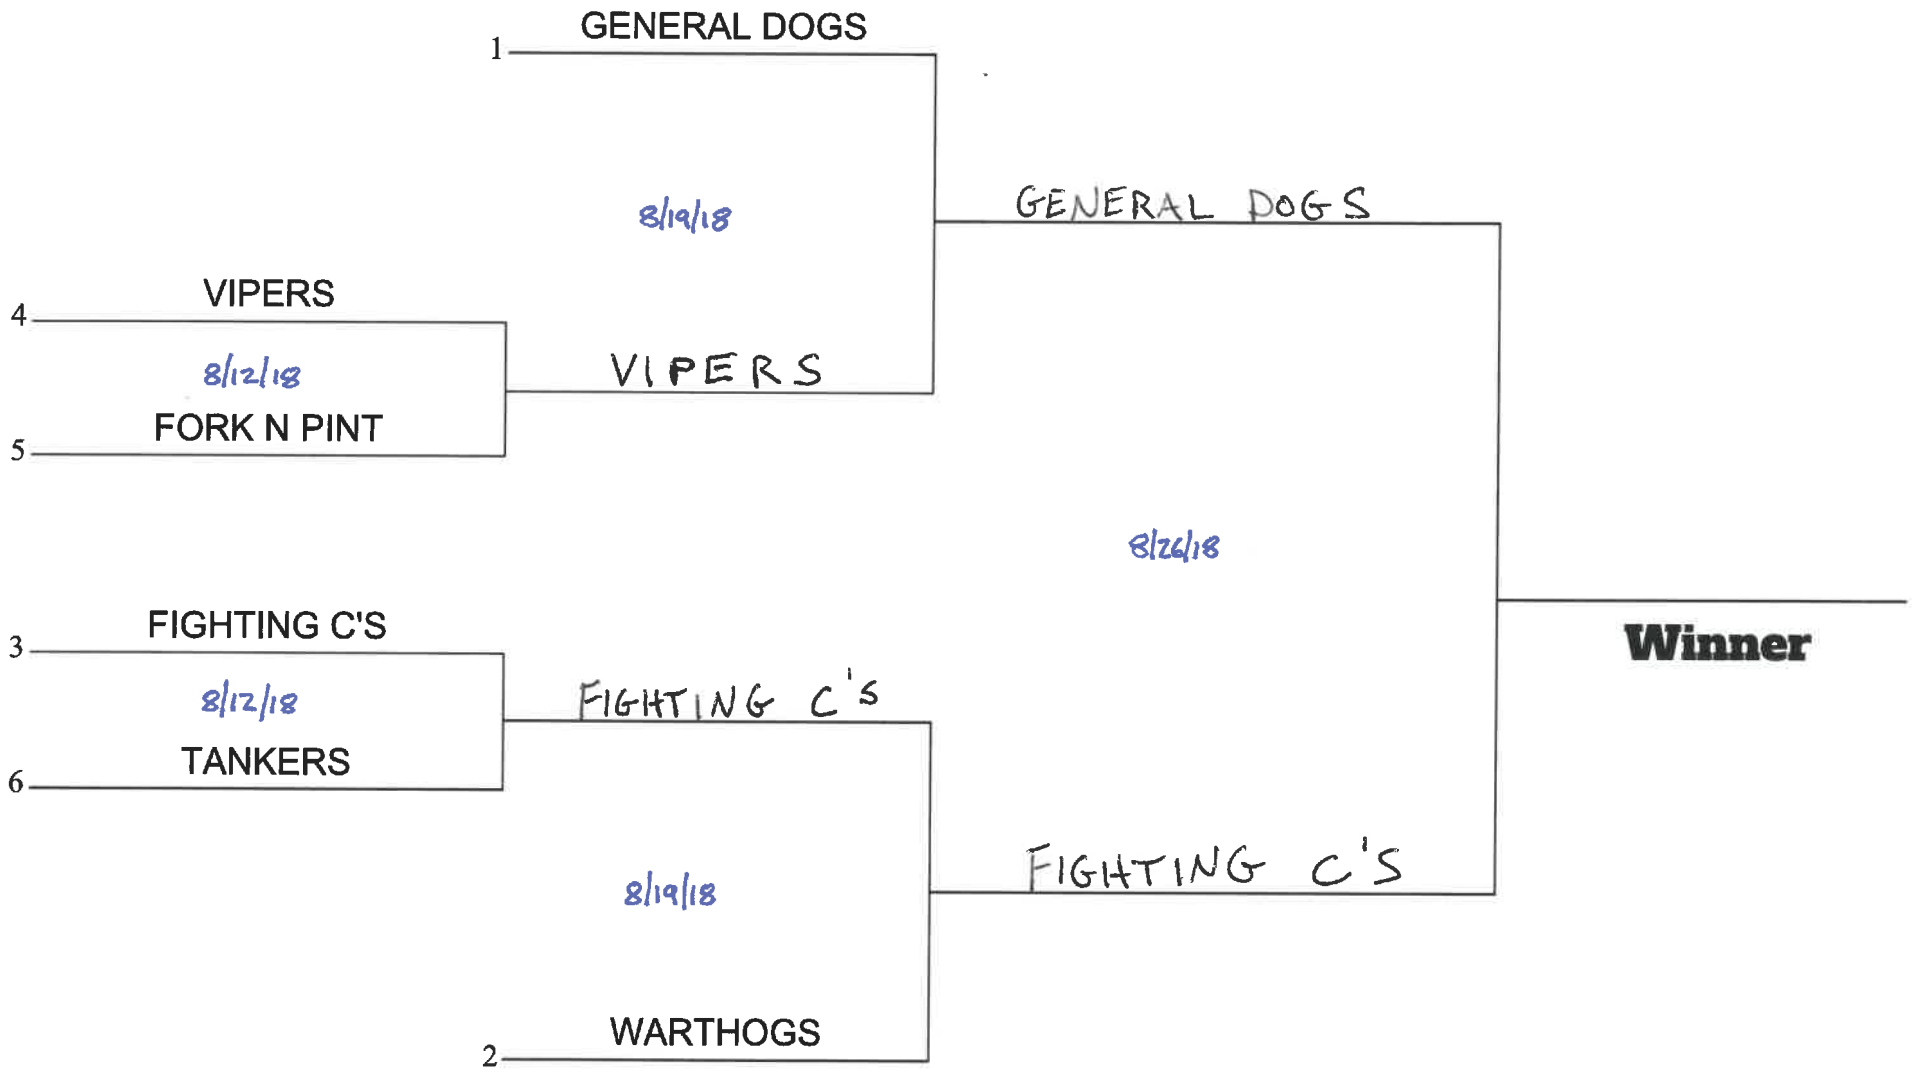 GENERAL DOGS
1
8/19/18
GENERAL DOGS
VIPERS
4
8/12/18
VIPERS
FORK N PINT
5
8/26/18
Winner
FIGHTING C'S
3
8/12/18
FIGHTING C'S
TANKERS
6
8/19/18
FIGHTING C'S
WARTHOGS
2